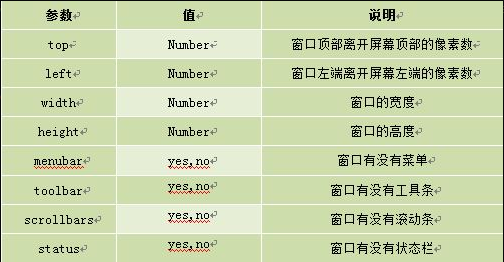 参数 值 说明
top Number 窗口顶部离开屏幕顶部的像素数
left Number 窗口左端离开屏幕左端的像素数
width Number 窗口的宽度
height Number 窗口的高度
menubar yes,no 窗口有没有菜单
toolbar yes,no 窗口有没有工具条
scrollbars yes,no 窗口有没有滚动条
status yes,no 窗口有没有状态栏